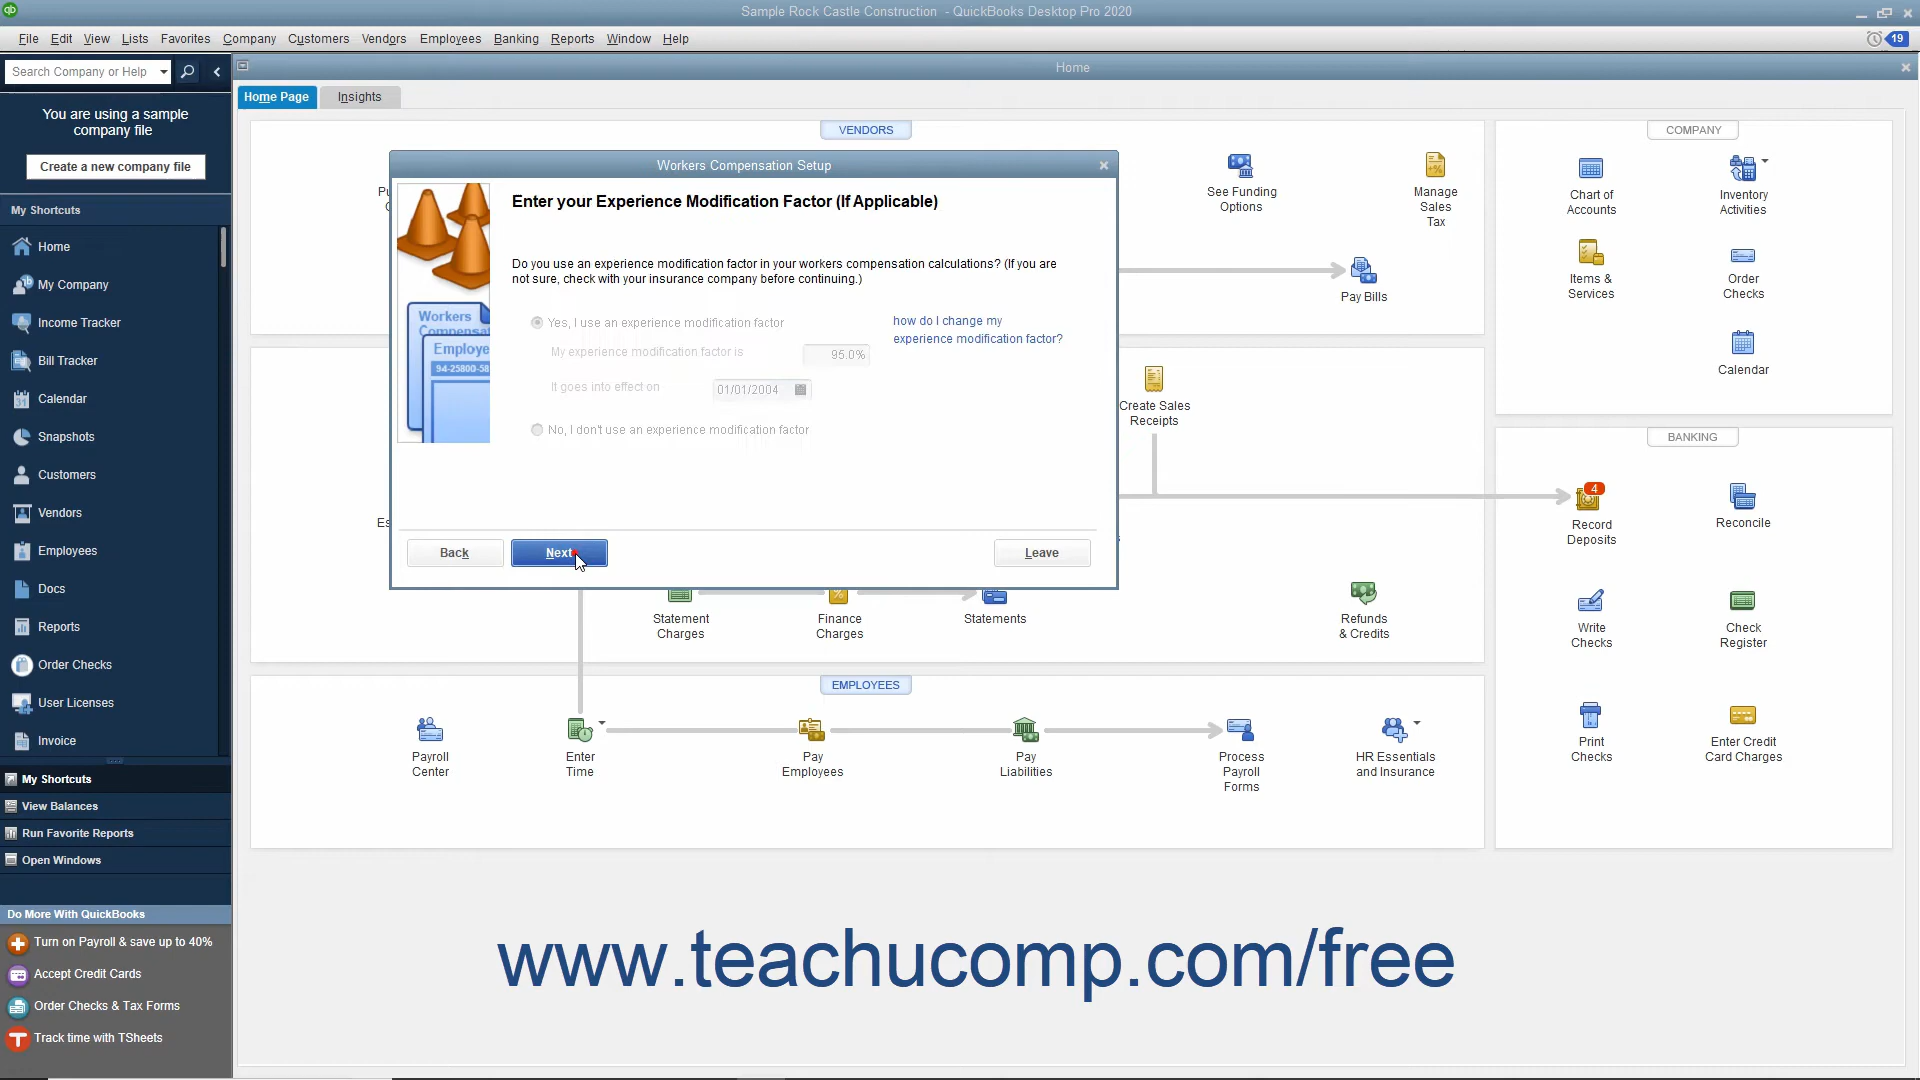 Sample Rock Castle Construction - QuickBooks Desktop Pro 2020
File Edit View Lists Favorites Company Customers Vendors Employees Banking Reports Window Help
19
Search Company or Help
Home
You are using a sample
company file
Create a new company file
My Shortcuts
Home
My Company
Income Tracker
Bill Tracker
Calendar
Snapshots
Customers
Vendors
Employees
Docs
Reports
Order Checks
User Licenses
Invoice
My Shortcuts
View Balances
Run Favorite Reports
Open Windows
Do More With QuickBooks
Turn on Payroll & save up to 40%
Accept Credit Cards
Order Checks & Tax Forms
Track time with TSheets
Home Page
Insights
VENDORS
See Funding
Options
Manage
Sales
Tax
Pay Bills
Workers Compensation Setup
Workers
Employe
94-25800-58
Enter your Experience Modification Factor (If Applicable)
Do you use an experience modification factor in your workers compensation calculations? (If you are
not sure, check with your insurance company before continuing.)
Yes, I use an experience modification factor
My experience modification factor is
95.0%
It goes into effect on
01/01/2004
No, I don't use an experience modification factor
how do I change my
experience modification factor?
Back
Next
Leave
Create Sales
Receipts
Es
Statement
Charges
Finance
Charges
Statements
Refunds
& Credits
EMPLOYEES
Payroll
Center
Enter
Time
Pay
Employees
Pay
Liabilities
Process
Payroll
Forms
HR Essentials
and Insurance
COMPANY
Chart of
Accounts
Inventory
Activities
Items &
Services
Order
Checks
31
Calendar
BANKING
4
Record
Deposits
Reconcile
Write
Checks
Check
Register
Print
Checks
Enter Credit
Card Charges
www.teachucomp.com/free